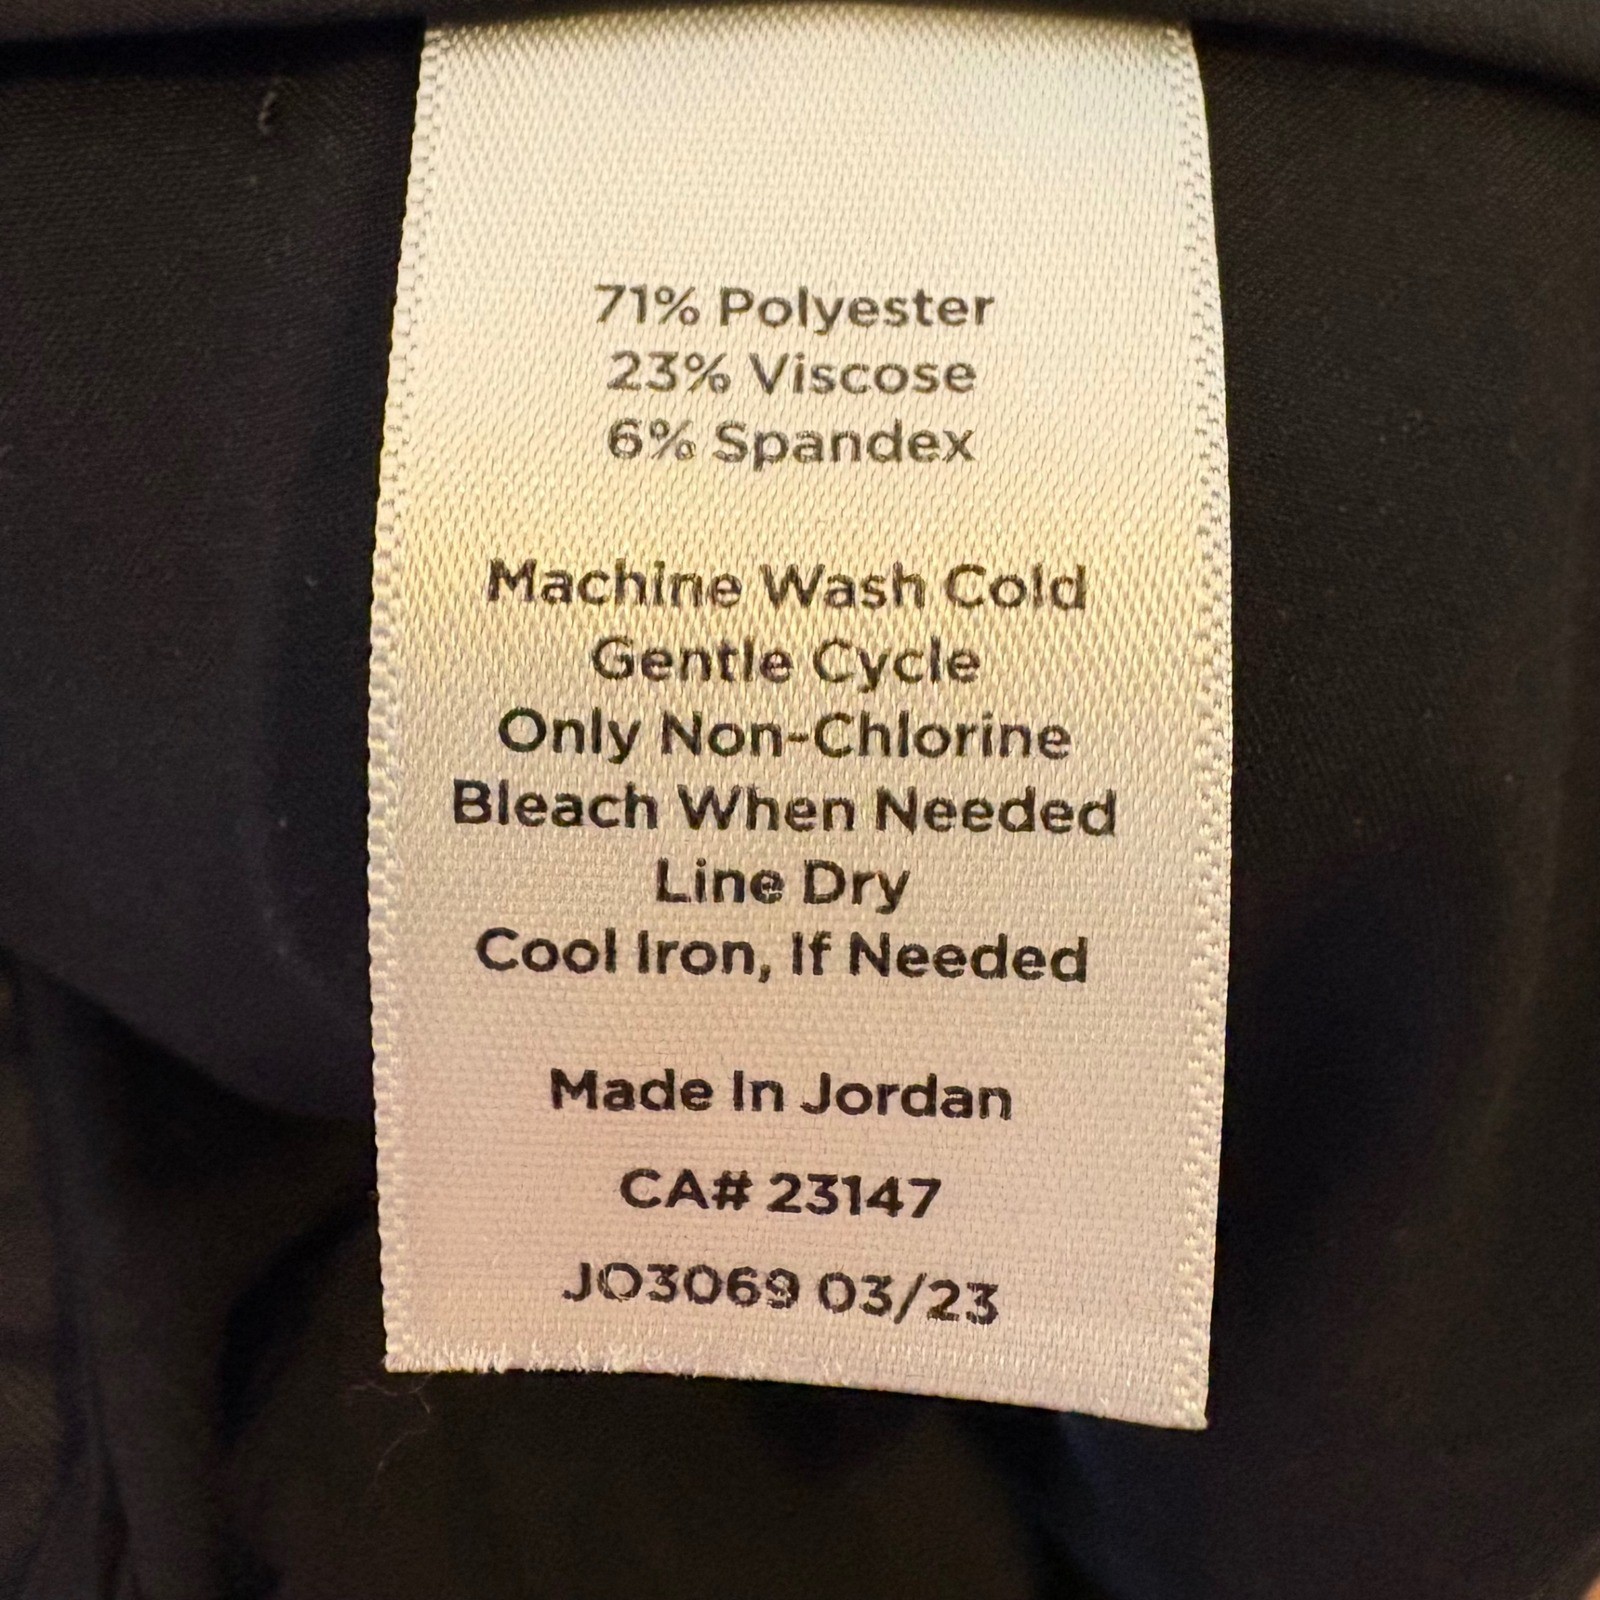 71% Polyester
23% Viscose
6% Spandex
Machine Wash Cold
Gentle Cycle
Only Non-Chlorine
Bleach When Needed
Line Dry
Cool Iron, If Needed
Made In Jordan
CA# 23147
JO3069 03/23